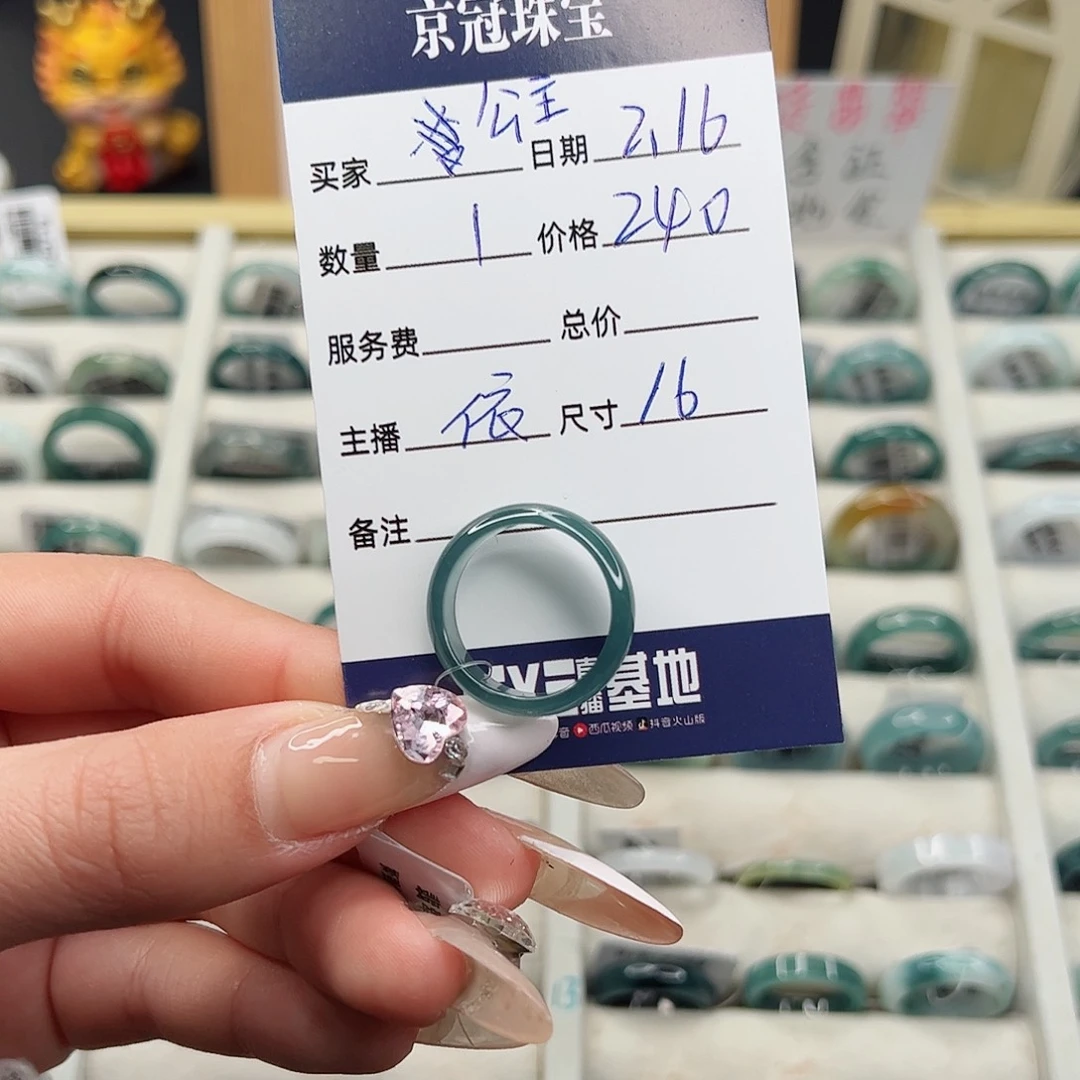 京冠珠宝
买家 公主 日期 2.16
数量 1 价格 240
服务费 总价
主播 依 尺寸 16
备注
直播基地
音 西瓜视频 抖音火山版